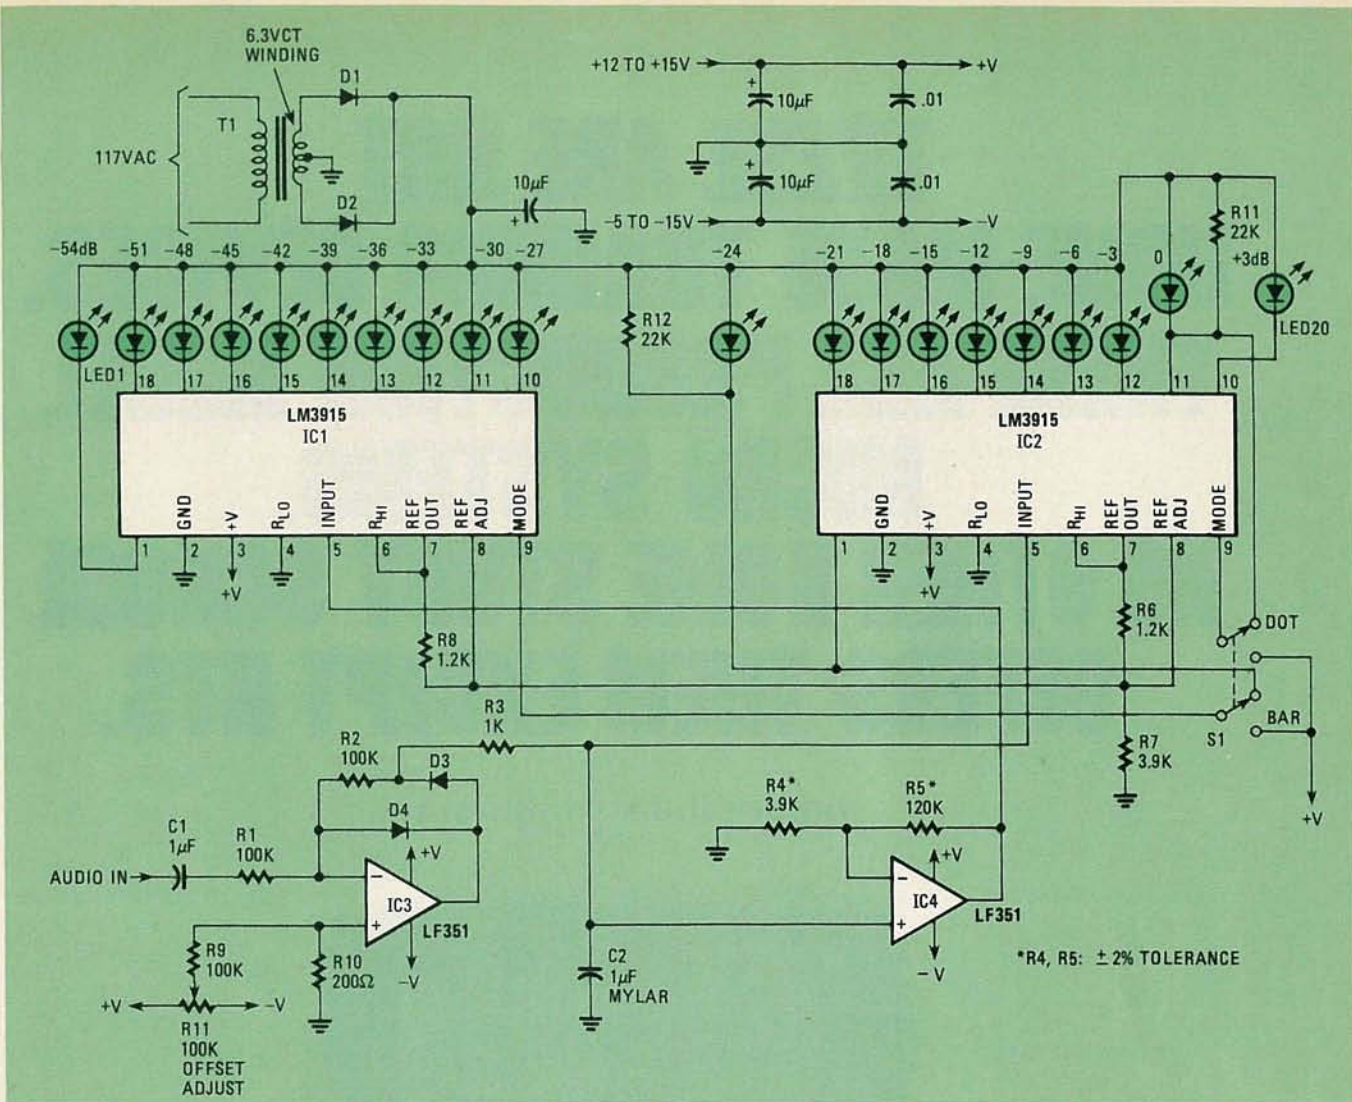 6.3VCT
WINDING
D1
T1
117VAC
D2
10µF
+12 TO +15V
+V
+
10µF
.01
+
10µF
.01
-5 TO -15V
-V
+
R11
22K
-54dB
-51
-48
-45
-42
-39
-36
-33
-30
-27
-24
-21
-18
-15
-12
-9
-6
-3
0
+3dB
R12
22K
LED1
LED20
18
17
16
15
14
13
12
11
10
18
17
16
15
14
13
12
11
10
LM3915
IC1
LM3915
IC2
GND
+V
RLO
INPUT
RHI
REF
OUT
REF
ADJ
MODE
GND
+V
RLO
INPUT
RHI
REF
OUT
REF
ADJ
MODE
1
2
3
4
5
6
7
8
9
1
2
3
4
5
6
7
8
9
+V
+V
R8
1.2K
R6
1.2K
DOT
BAR
S1
+V
R3
1K
R2
100K
D3
D4
R7
3.9K
R4*
3.9K
R5*
120K
C1
1µF
R1
100K
AUDIO IN
+V
-
+
IC3
LF351
-V
+V
-
+
IC4
LF351
-V
R9
100K
R10
200Ω
C2
1µF
MYLAR
*R4, R5: ±2% TOLERANCE
+V
-V
R11
100K
OFFSET
ADJUST